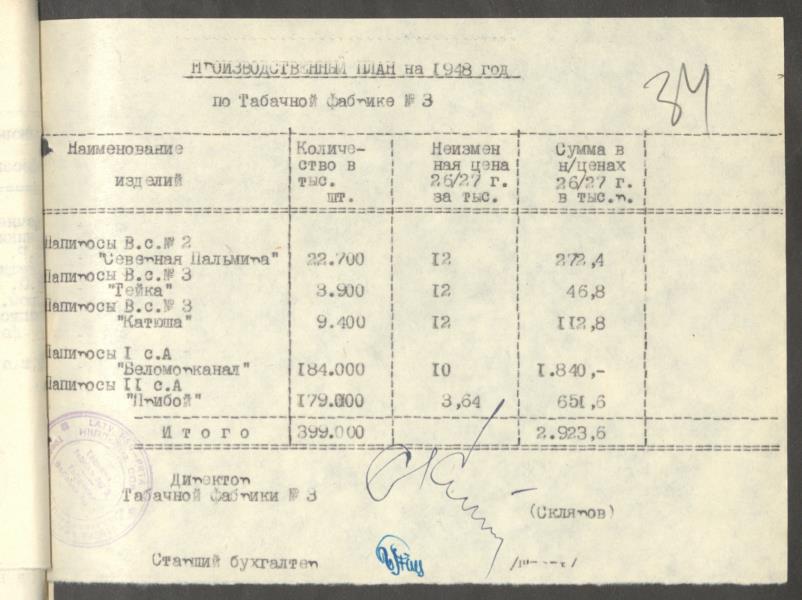 ПРОИЗВОДСТВЕННЫЙ ПЛАН на 1948 год
по Табачной фабрике № 3
34
Наименование изделий | Количе- ство в тыс. шт. | Неизмен ная цена 26/27 г. за тыс. | Сумма в н/ценах 26/27 г. в тыс.р.
Папиросы В.с.№ 2
"Северная Пальмира" 22.700 12 272,4
Папиросы В.с.№ 3
"Тейка" 3.900 12 46,8
Папиросы В.с.№ 3
"Катюша" 9.400 12 112,8
Папиросы I с.А
"Беломорканал" 184.000 10 1.840,-
Папиросы II с.А
"Прибой" 179.000 3,64 651,6
Итого 399.000 2.923,6
Директор
Табачной фабрики № 3
(Скляров)
Старший бухгалтер